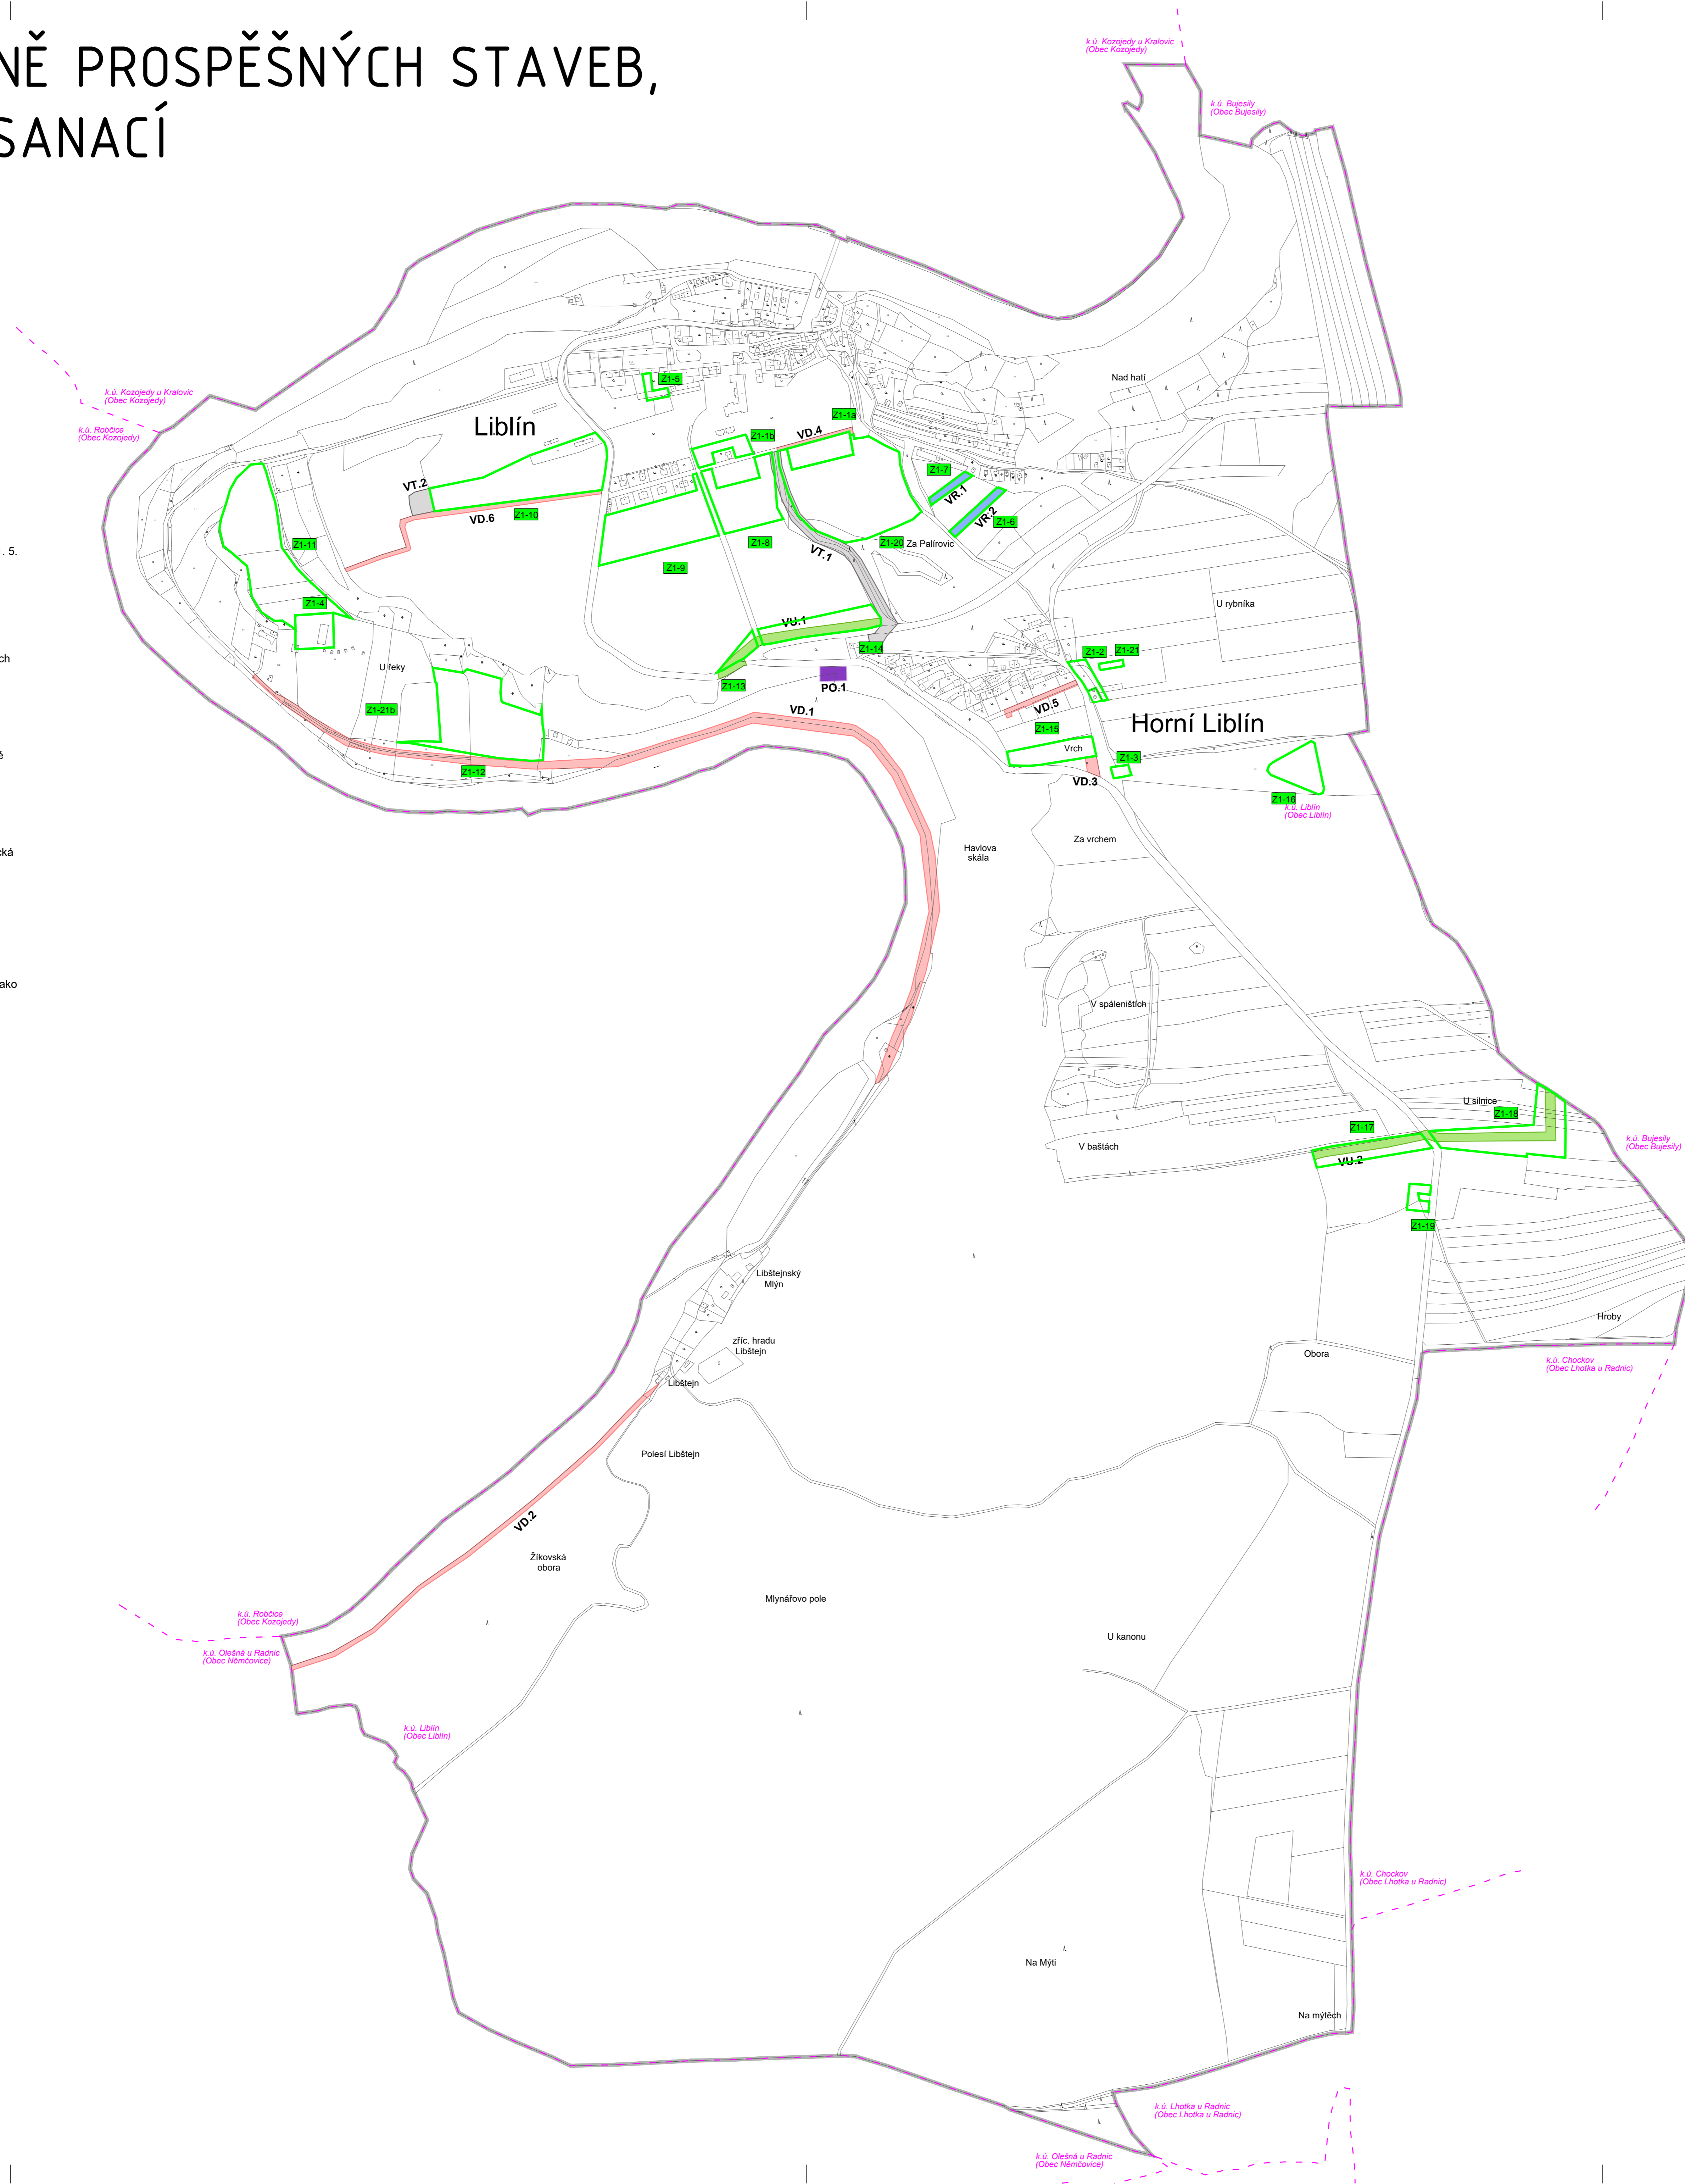 NĚ PROSPĚŠNÝCH STAVEB,
SANACÍ
k.ú. Kozojedy u Kralovic
(Obec Kozojedy)
k.ú. Bujesily
(Obec Bujesily)
k.ú. Kozojedy u Kralovic
(Obec Kozojedy)
k.ú. Robčice
(Obec Kozojedy)
Nad hatí
Z1-5
Liblín
Z1-1a
Z1-1b
VD.4
Z1-7
VT.2
VR.1
VD.6
Z1-10
VR.2
Z1-6
Z1-11
Z1-8
Z1-20
Za Palírovic
VT.1
. 5.
Z1-9
Z1-4
U rybníka
VU.1
Z1-14
Z1-2
Z1-21
ch
U řeky
Z1-13
PO.1
Z1-21b
VD.1
VD.5
Horní Liblín
Z1-15
Vrch
Z1-3
é
Z1-12
VD.3
Z1-16
k.ú. Liblín
(Obec Liblín)
Za vrchem
cká
Havlova
skála
ako
V spáleništích
U silnice
Z1-18
Z1-17
k.ú. Bujesily
(Obec Bujesily)
V baštách
VU.2
Z1-19
Libštejnský
Mlýn
Hroby
zříc. hradu
Libštejn
Obora
k.ú. Chockov
(Obec Lhotka u Radnic)
Libštejn
Polesí Libštejn
VD.2
Žíkovská
obora
Mlynářovo pole
k.ú. Robčice
(Obec Kozojedy)
U kanonu
k.ú. Olešná u Radnic
(Obec Němčovice)
k.ú. Liblín
(Obec Liblín)
k.ú. Chockov
(Obec Lhotka u Radnic)
Na Mýti
Na mýtěch
k.ú. Lhotka u Radnic
(Obec Lhotka u Radnic)
k.ú. Olešná u Radnic
(Obec Němčovice)